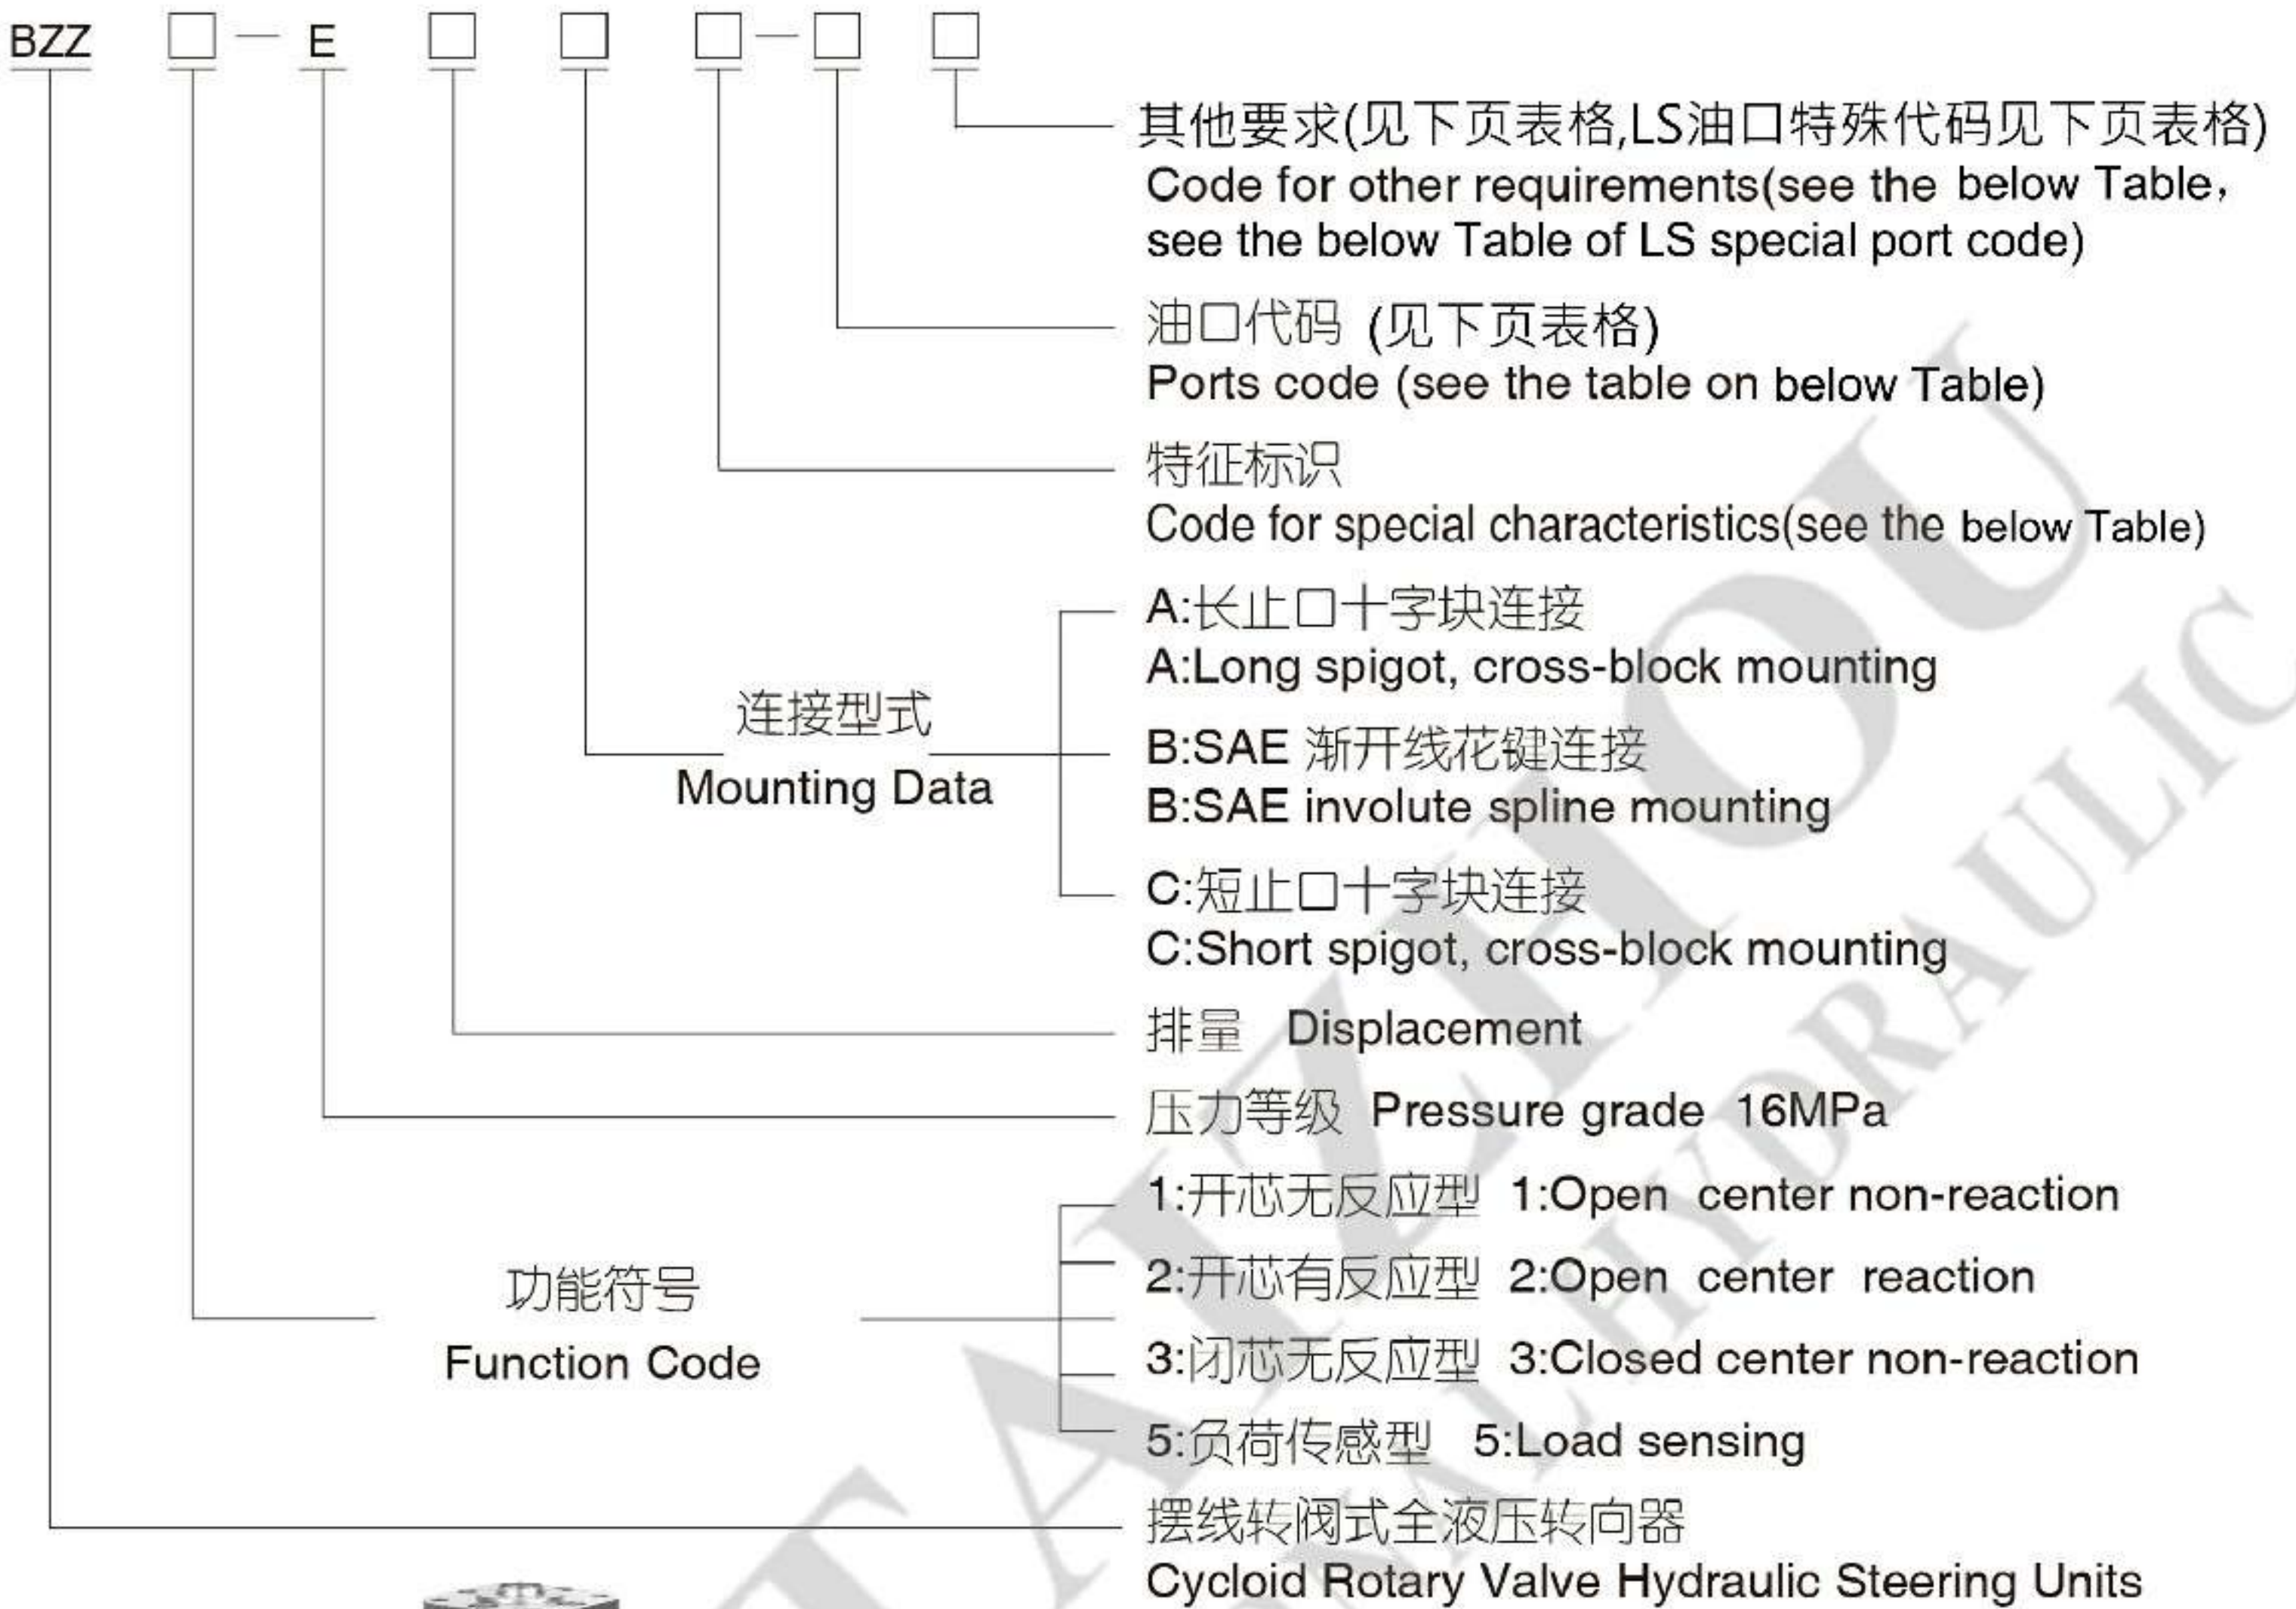 BZZ □ — E □ □ □ — □ □
其他要求(见下页表格,LS油口特殊代码见下页表格)
Code for other requirements(see the below Table,
see the below Table of LS special port code)
油口代码 (见下页表格)
Ports code (see the table on below Table)
特征标识
Code for special characteristics(see the below Table)
连接型式
Mounting Data
A:长止口十字块连接
A:Long spigot, cross-block mounting
B:SAE 渐开线花键连接
B:SAE involute spline mounting
C:短止口十字块连接
C:Short spigot, cross-block mounting
排量 Displacement
压力等级 Pressure grade 16MPa
功能符号
Function Code
1:开芯无反应型 1:Open center non-reaction
2:开芯有反应型 2:Open center reaction
3:闭芯无反应型 3:Closed center non-reaction
5:负荷传感型 5:Load sensing
摆线转阀式全液压转向器
Cycloid Rotary Valve Hydraulic Steering Units
TAIZHOU
HYDRAULIC